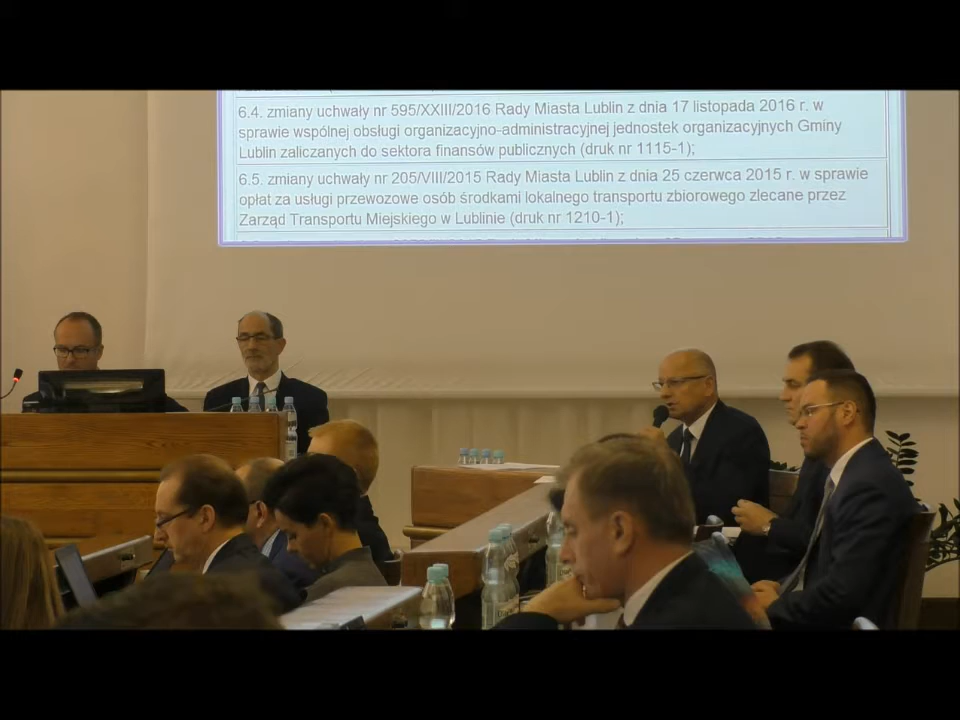 6.4. zmiany uchwały nr 595/XXIII/2016 Rady Miasta Lublin z dnia 17 listopada 2016 r. w
sprawie wspólnej obsługi organizacyjno-administracyjnej jednostek organizacyjnych Gminy
Lublin zaliczanych do sektora finansów publicznych (druk nr 1115-1);
6.5. zmiany uchwały nr 205/VIII/2015 Rady Miasta Lublin z dnia 25 czerwca 2015 r. w sprawie
opłat za usługi przewozowe osób środkami lokalnego transportu zbiorowego zlecane przez
Zarząd Transportu Miejskiego w Lublinie (druk nr 1210-1);